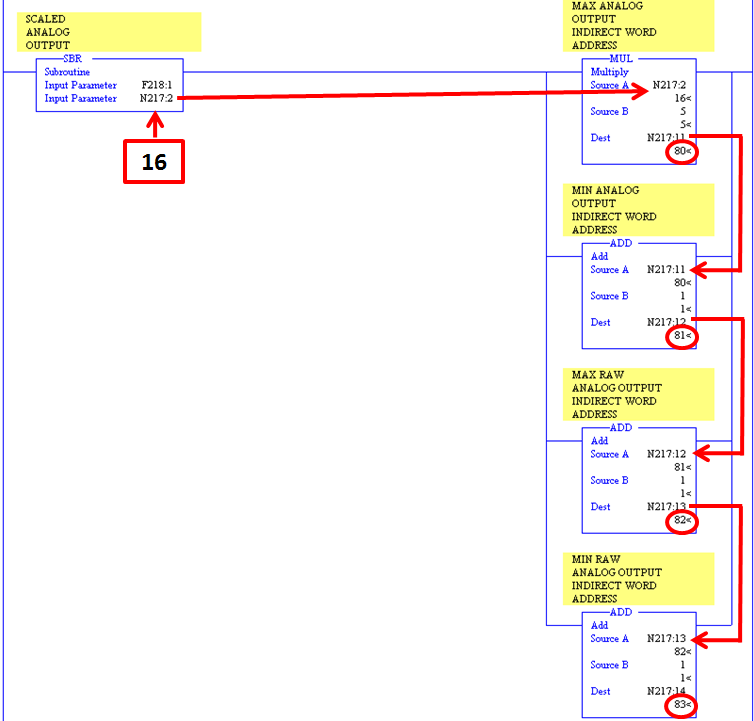 SCALED
ANALOG
OUTPUT
SBR
Subroutine
Input Parameter F218:1
Input Parameter N217:2
16
MAX ANALOG
OUTPUT
INDIRECT WORD
ADDRESS
MUL
Multiply
Source A N217:2
16<
Source B 5
5<
Dest N217:11
80<
MIN ANALOG
OUTPUT
INDIRECT WORD
ADDRESS
ADD
Add
Source A N217:11
80<
Source B 1
1<
Dest N217:12
81<
MAX RAW
ANALOG OUTPUT
INDIRECT WORD
ADDRESS
ADD
Add
Source A N217:12
81<
Source B 1
1<
Dest N217:13
82<
MIN RAW
ANALOG OUTPUT
INDIRECT WORD
ADDRESS
ADD
Add
Source A N217:13
82<
Source B 1
1<
Dest N217:14
83<